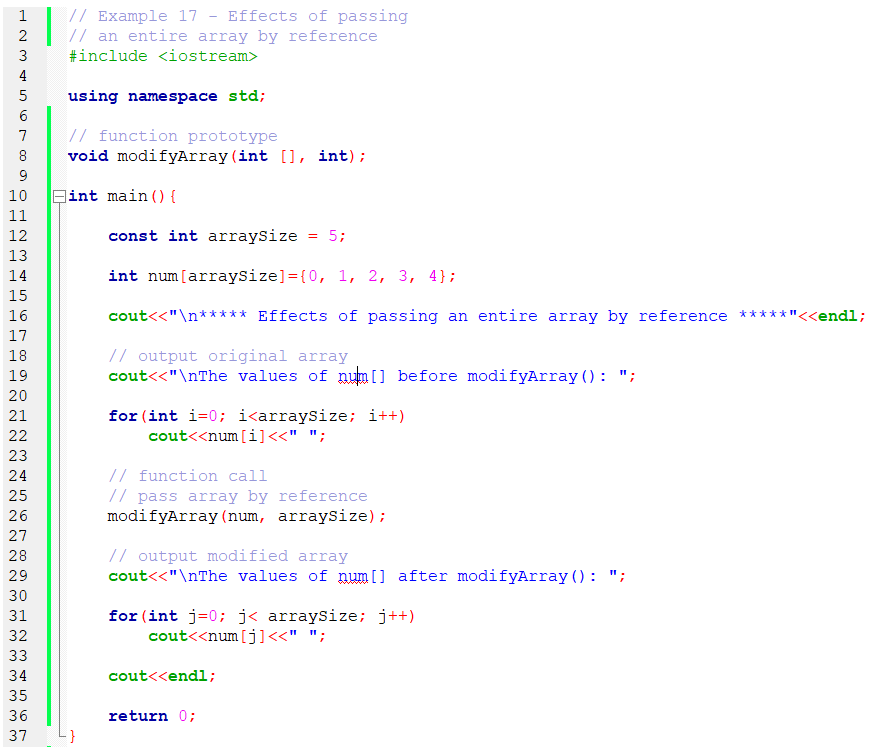 1 // Example 17 - Effects of passing
2 // an entire array by reference
3 #include <iostream>
4
5 using namespace std;
6
7 // function prototype
8 void modifyArray(int [], int);
9
10 int main(){
11
12 const int arraySize = 5;
13
14 int num[arraySize]={0, 1, 2, 3, 4};
15
16 cout<<"\n***** Effects of passing an entire array by reference *****"<<endl;
17
18 // output original array
19 cout<<"\nThe values of num[] before modifyArray(): ";
20
21 for(int i=0; i<arraySize; i++)
22 cout<<num[i]<<" ";
23
24 // function call
25 // pass array by reference
26 modifyArray(num, arraySize);
27
28 // output modified array
29 cout<<"\nThe values of num[] after modifyArray(): ";
30
31 for(int j=0; j< arraySize; j++)
32 cout<<num[j]<<" ";
33
34 cout<<endl;
35
36 return 0;
37 }